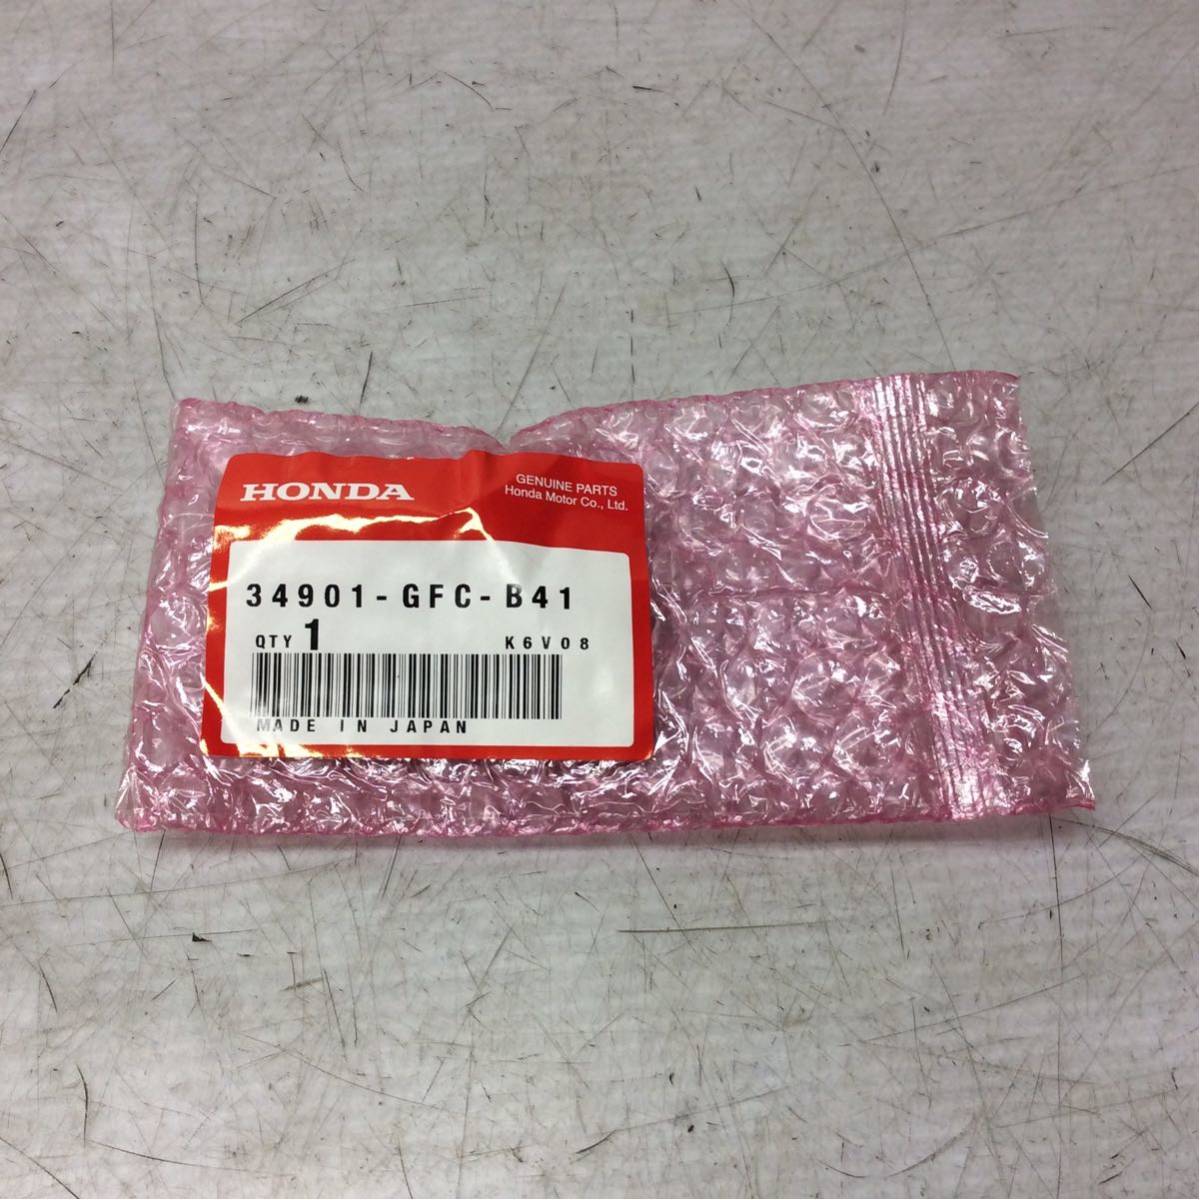 HONDA
GENUINE PARTS
Honda Motor Co., Ltd.
34901-GFC-B41
QTY 1 K6V08
MADE IN JAPAN